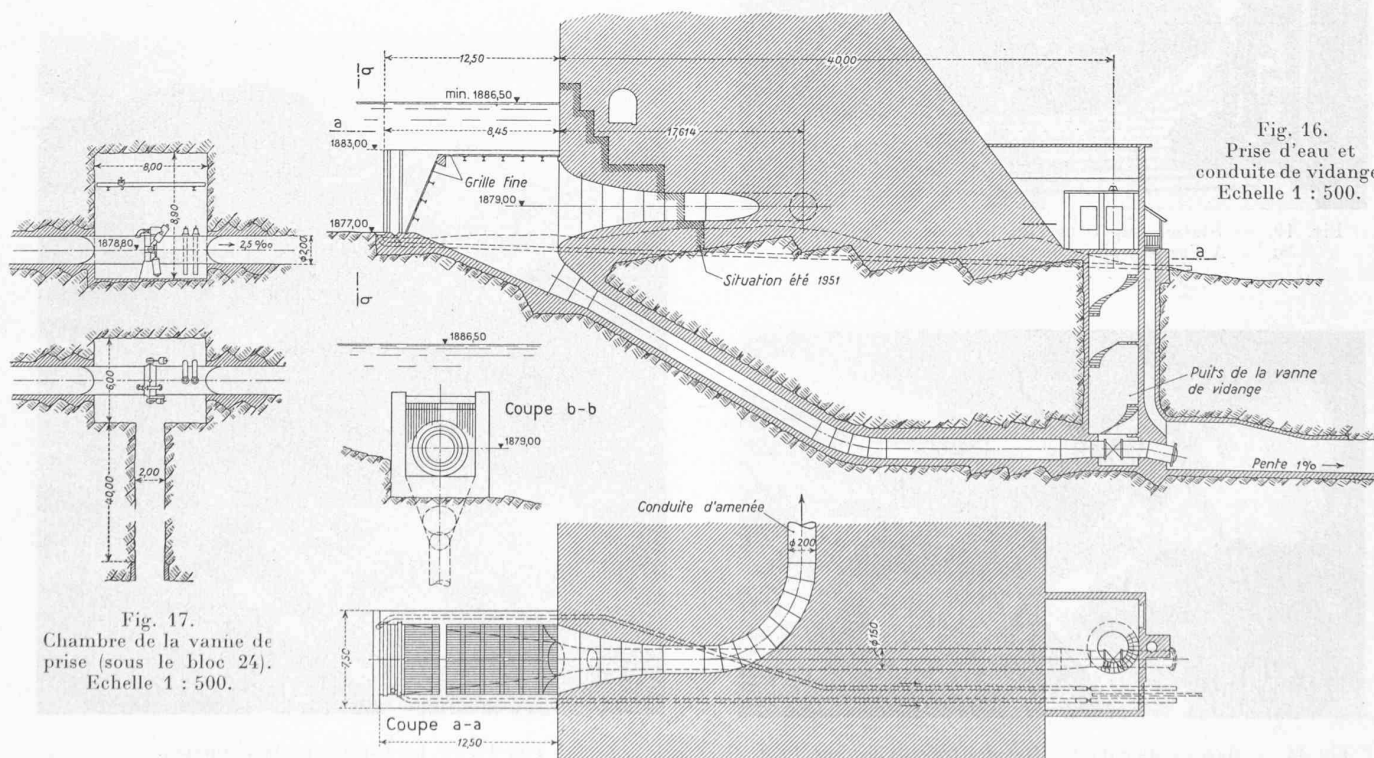 12,50
40,00
b
min. 1886,50
a
8,45
17,614
1883,00
Grille fine
1879,00
1877,00
Situation été 1951
b
a
Fig. 16.
Prise d'eau et
conduite de vidange
Echelle 1 : 500.
Puits de la vanne
de vidange
Pente 1%
8,00
8,90
1878,80
2,5 ‰
ϕ 2,00
6,00
2,00
40,00
Fig. 17.
Chambre de la vanne de
prise (sous le bloc 24).
Echelle 1 : 500.
1886,50
Coupe b-b
1879,00
Conduite d'amenée
ϕ 200
ϕ 150
7,50
Coupe a-a
12,50